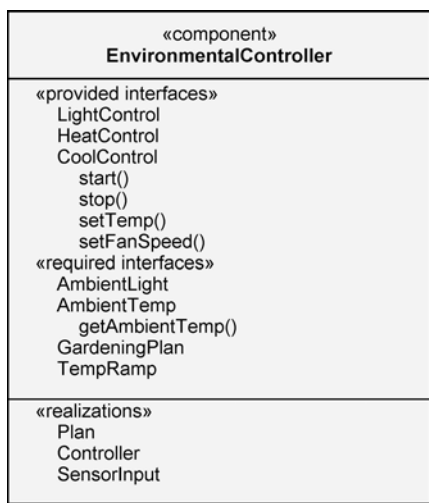 «component»
EnvironmentalController
«provided interfaces»
LightControl
HeatControl
CoolControl
start()
stop()
setTemp()
setFanSpeed()
«required interfaces»
AmbientLight
AmbientTemp
getAmbientTemp()
GardeningPlan
TempRamp
«realizations»
Plan
Controller
SensorInput